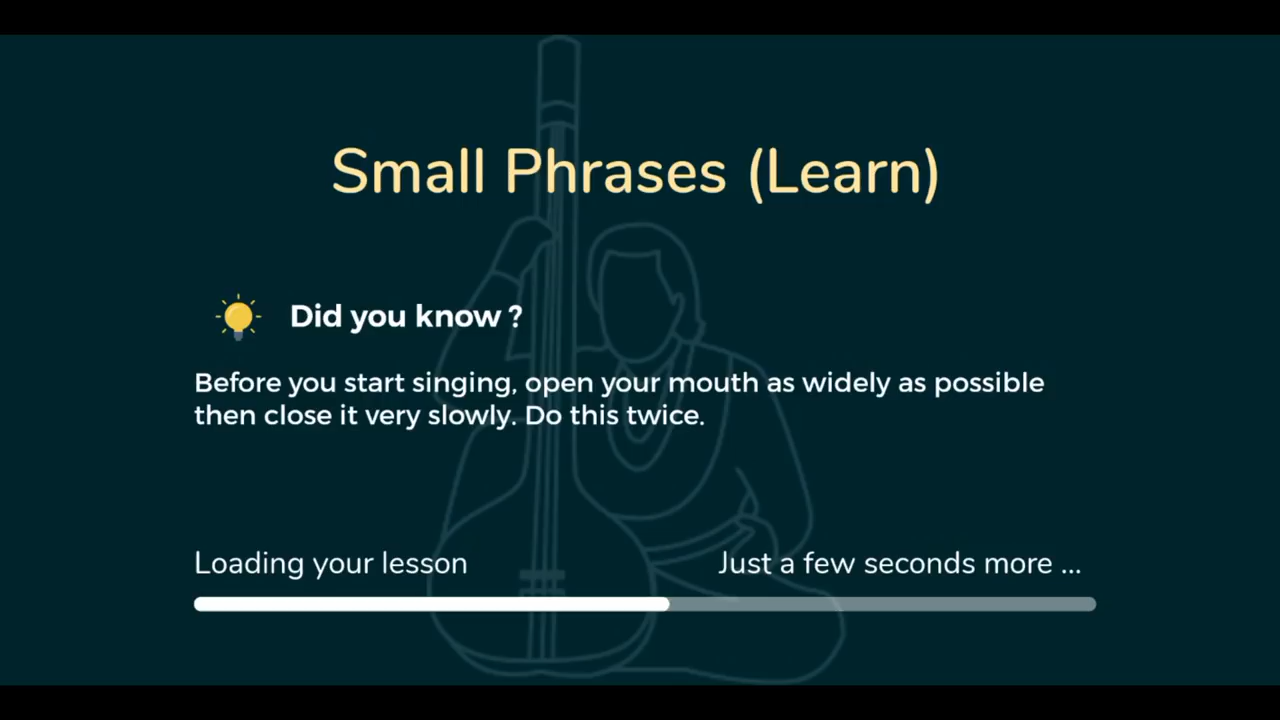 Small Phrases (Learn)
Did you know ?
Before you start singing, open your mouth as widely as possible
then close it very slowly. Do this twice.
Loading your lesson
Just a few seconds more ...